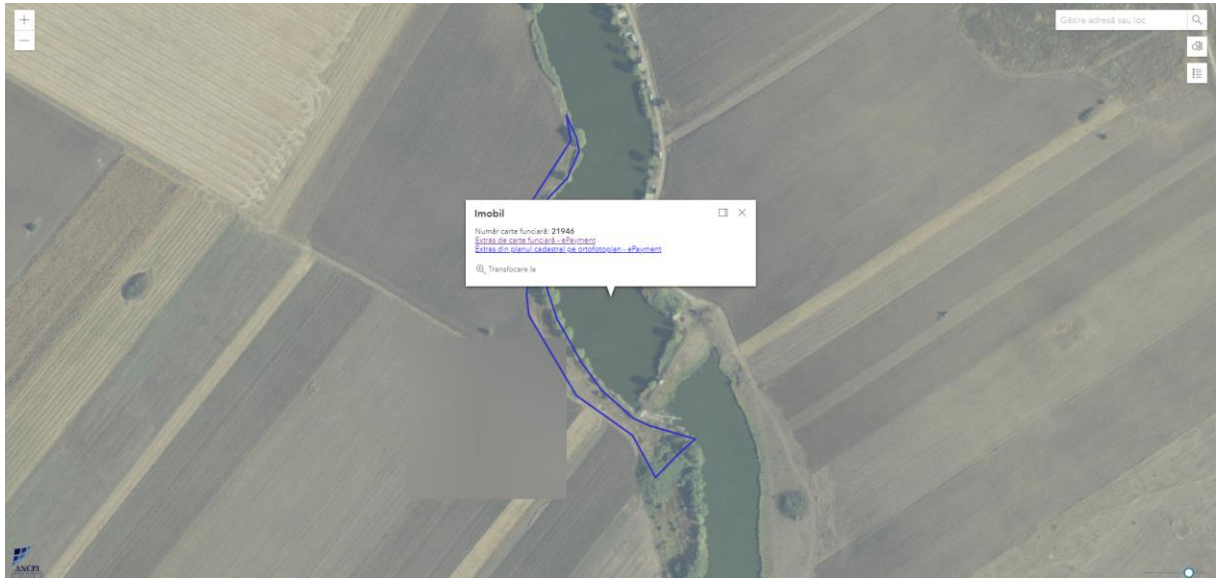 Găsire adresă sau loc
Imobil
Număr carte funciară: 21946
Extras de carte funciară - ePayment
Extras din planul cadastral pe ortofotoplan - ePayment
Transfocare la
ANCPI